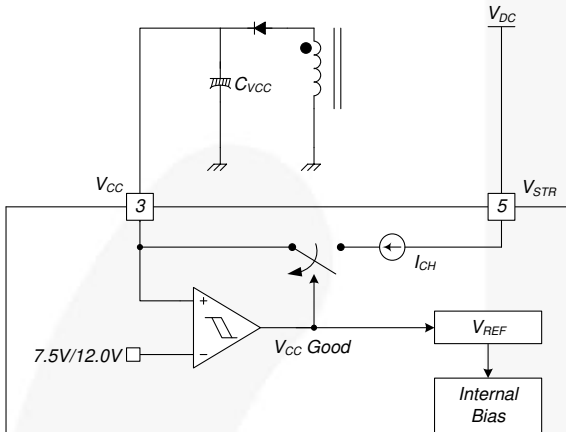 V_DC
C_VCC
V_CC
3
5
V_STR
I_CH
+
7.5V/12.0V
−
V_CC Good
V_REF
Internal
Bias